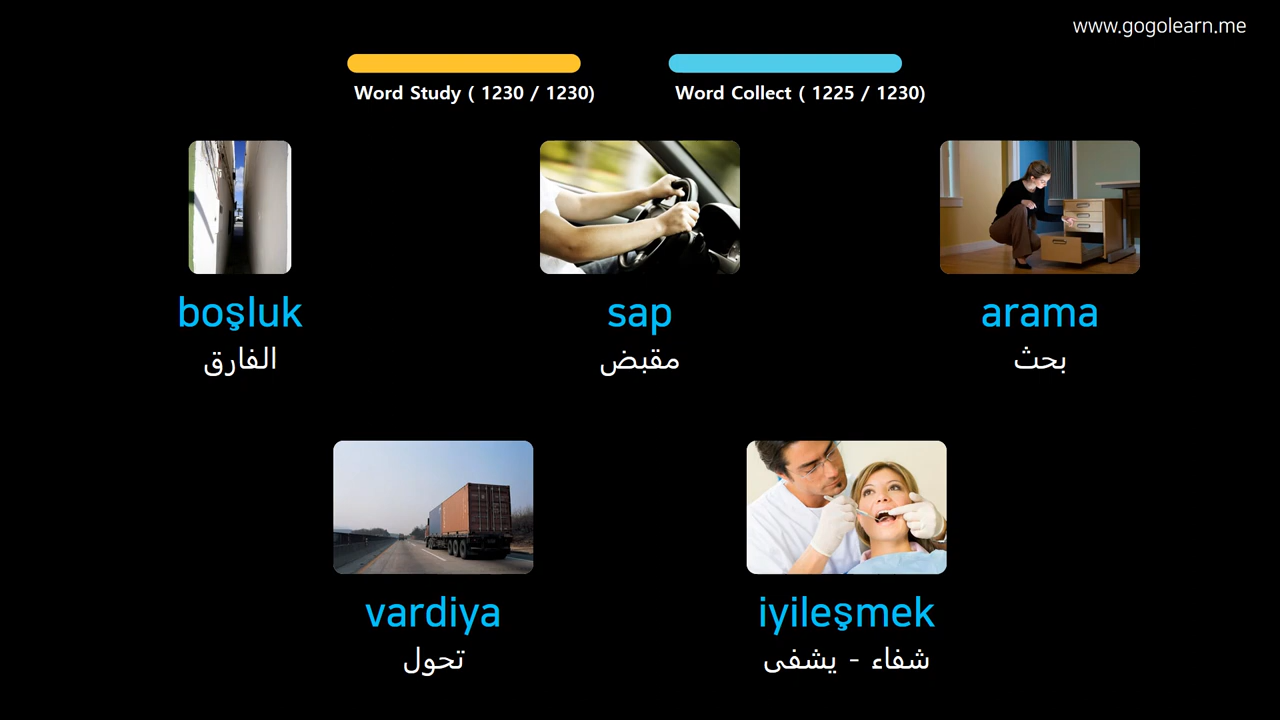 www.gogolearn.me
Word Study ( 1230 / 1230)
Word Collect ( 1225 / 1230)
boşluk
الفارق
sap
مقبض
arama
بحث
vardiya
تحول
iyileşmek
شفاء - يشفى